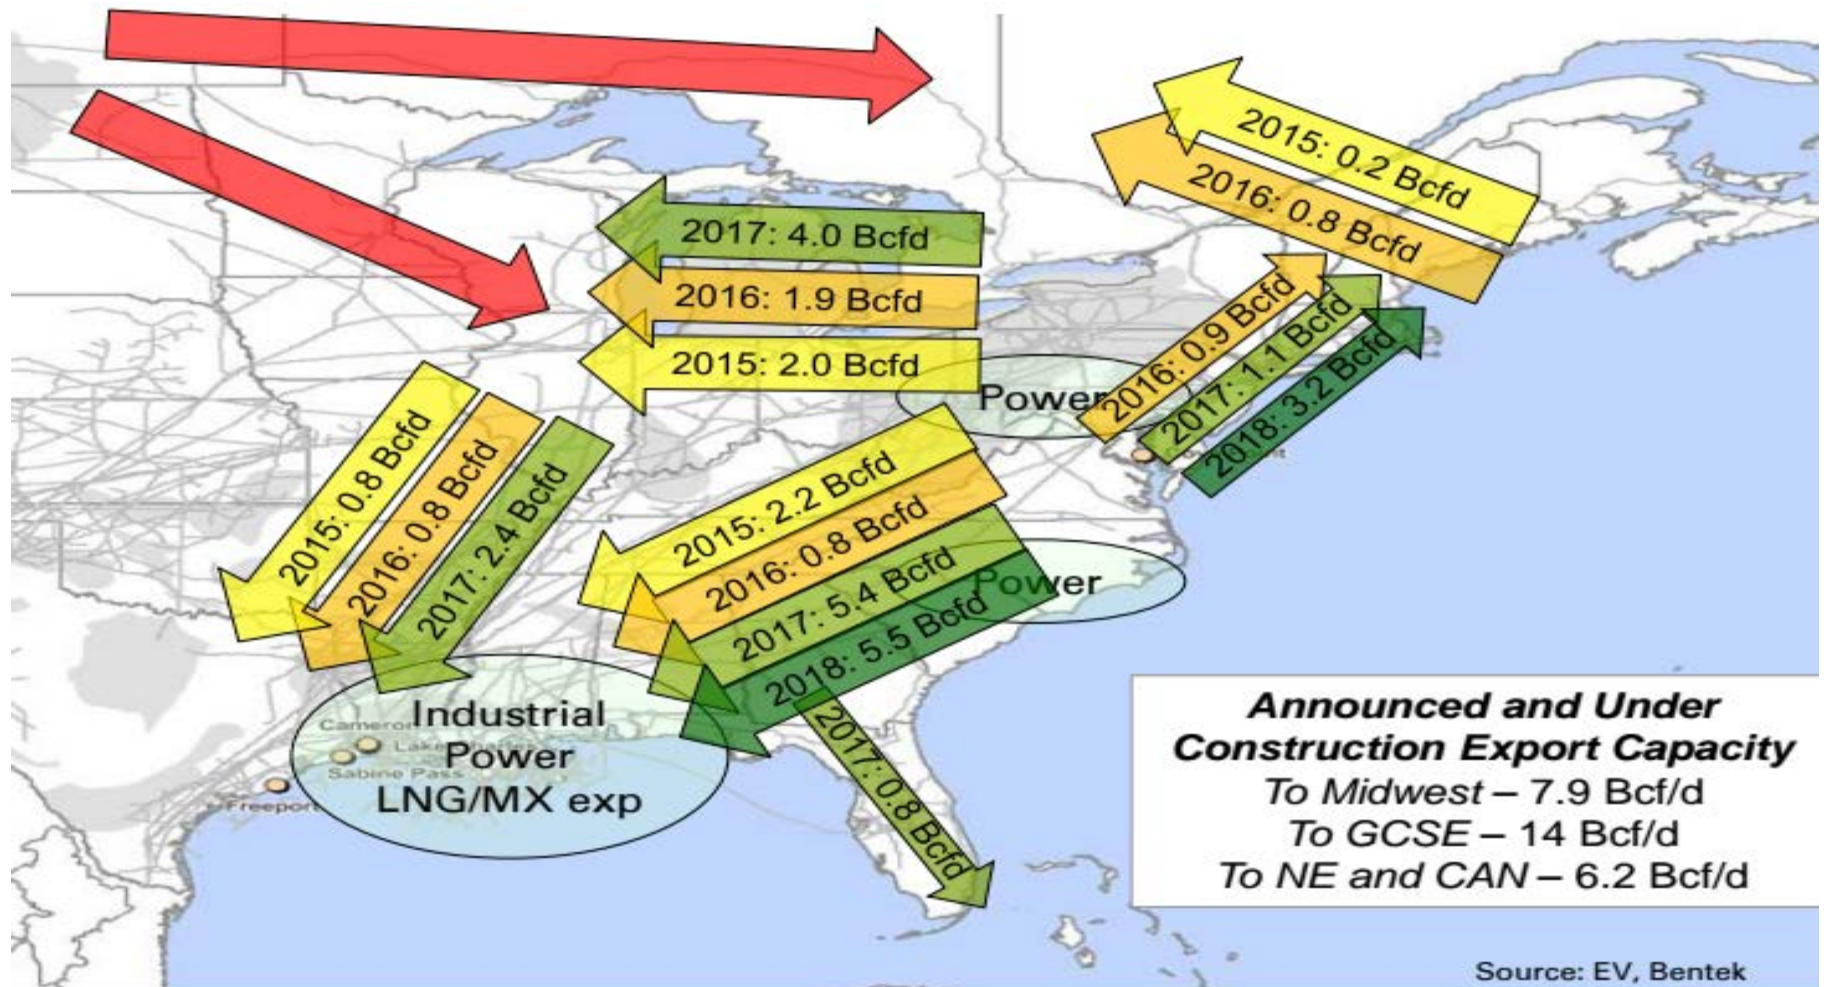 2015: 0.2 Bcfd
2016: 0.8 Bcfd
2017: 4.0 Bcfd
2016: 1.9 Bcfd
2015: 2.0 Bcfd
2016: 0.9 Bcfd
2017: 1.1 Bcfd
2018: 3.2 Bcfd
Power
2015: 0.8 Bcfd
2016: 0.8 Bcfd
2017: 2.4 Bcfd
2015: 2.2 Bcfd
2016: 0.8 Bcfd
2017: 5.4 Bcfd
2018: 5.5 Bcfd
Power
2017: 0.8 Bcfd
Industrial
Power
LNG/MX exp
Cameron
Lake
Sabine Pass
Freeport
Announced and Under
Construction Export Capacity
To Midwest – 7.9 Bcf/d
To GCSE – 14 Bcf/d
To NE and CAN – 6.2 Bcf/d
Source: EV, Bentek